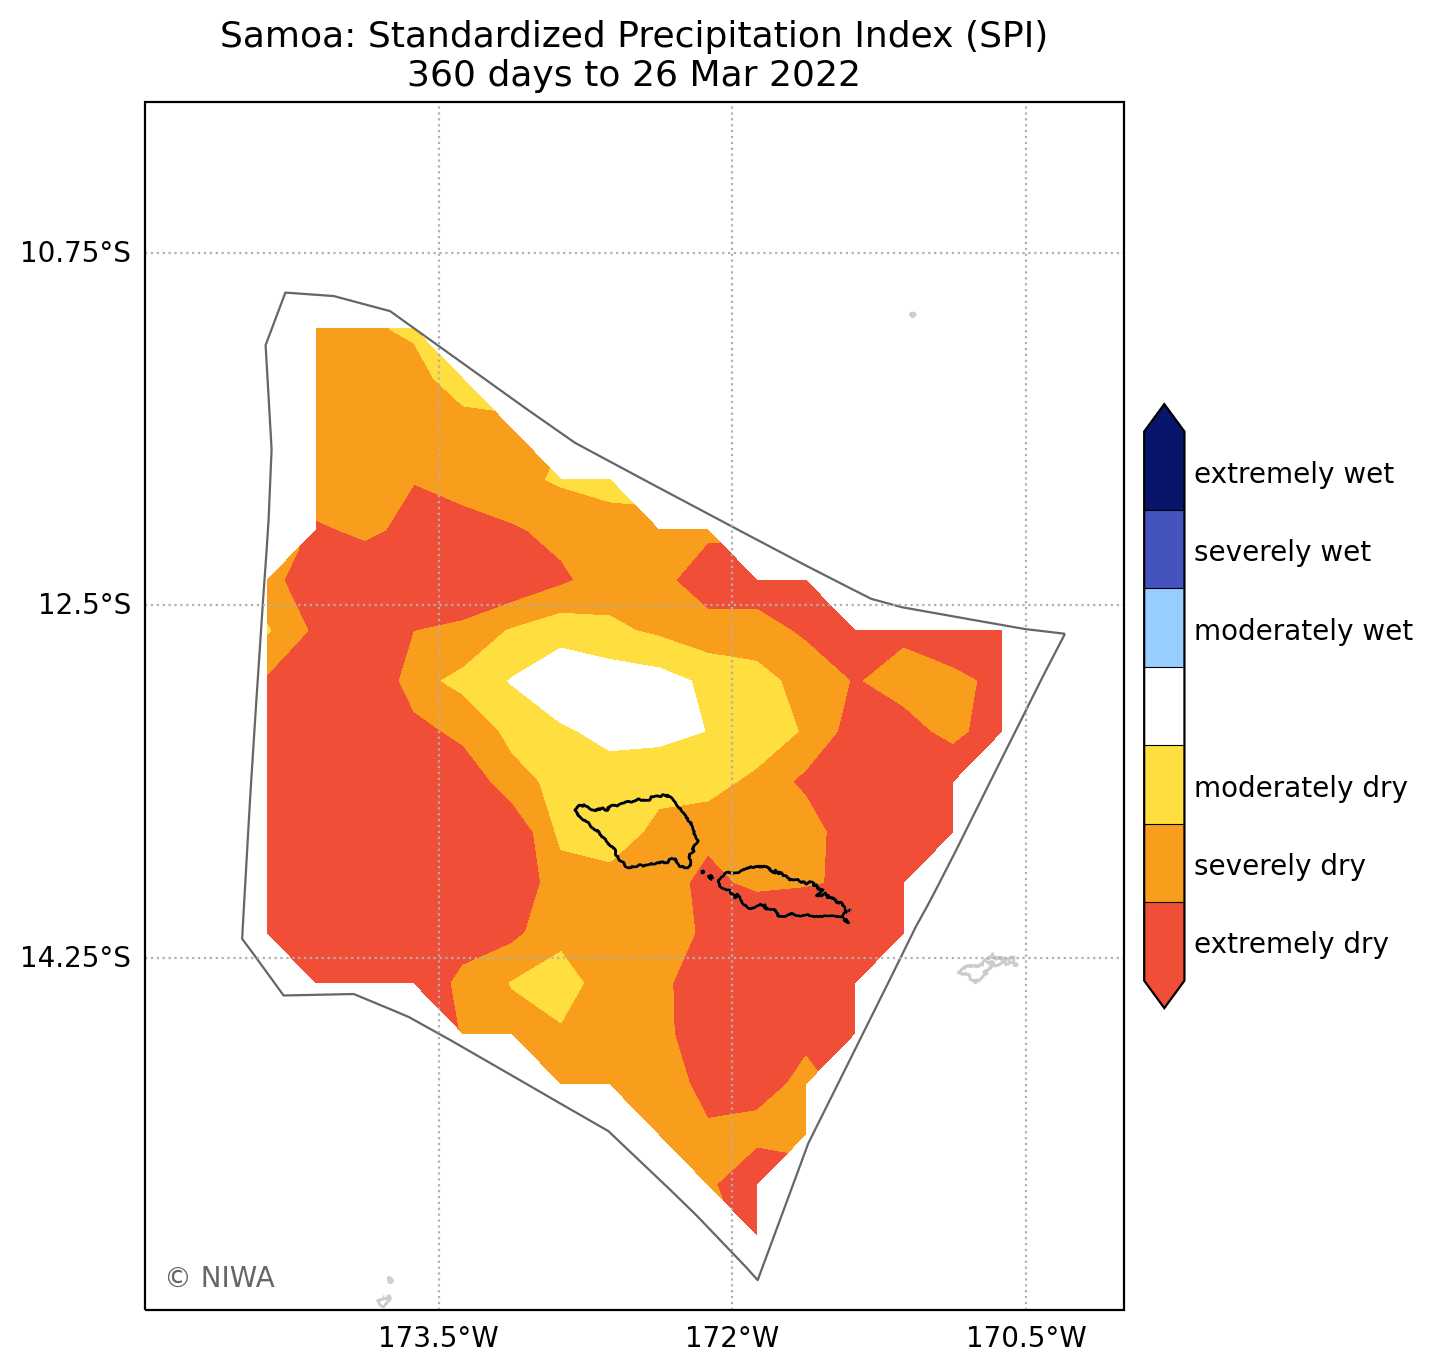 Samoa: Standardized Precipitation Index (SPI)
360 days to 26 Mar 2022
10.75°S
12.5°S
14.25°S
173.5°W
172°W
170.5°W
extremely wet
severely wet
moderately wet
moderately dry
severely dry
extremely dry
© NIWA